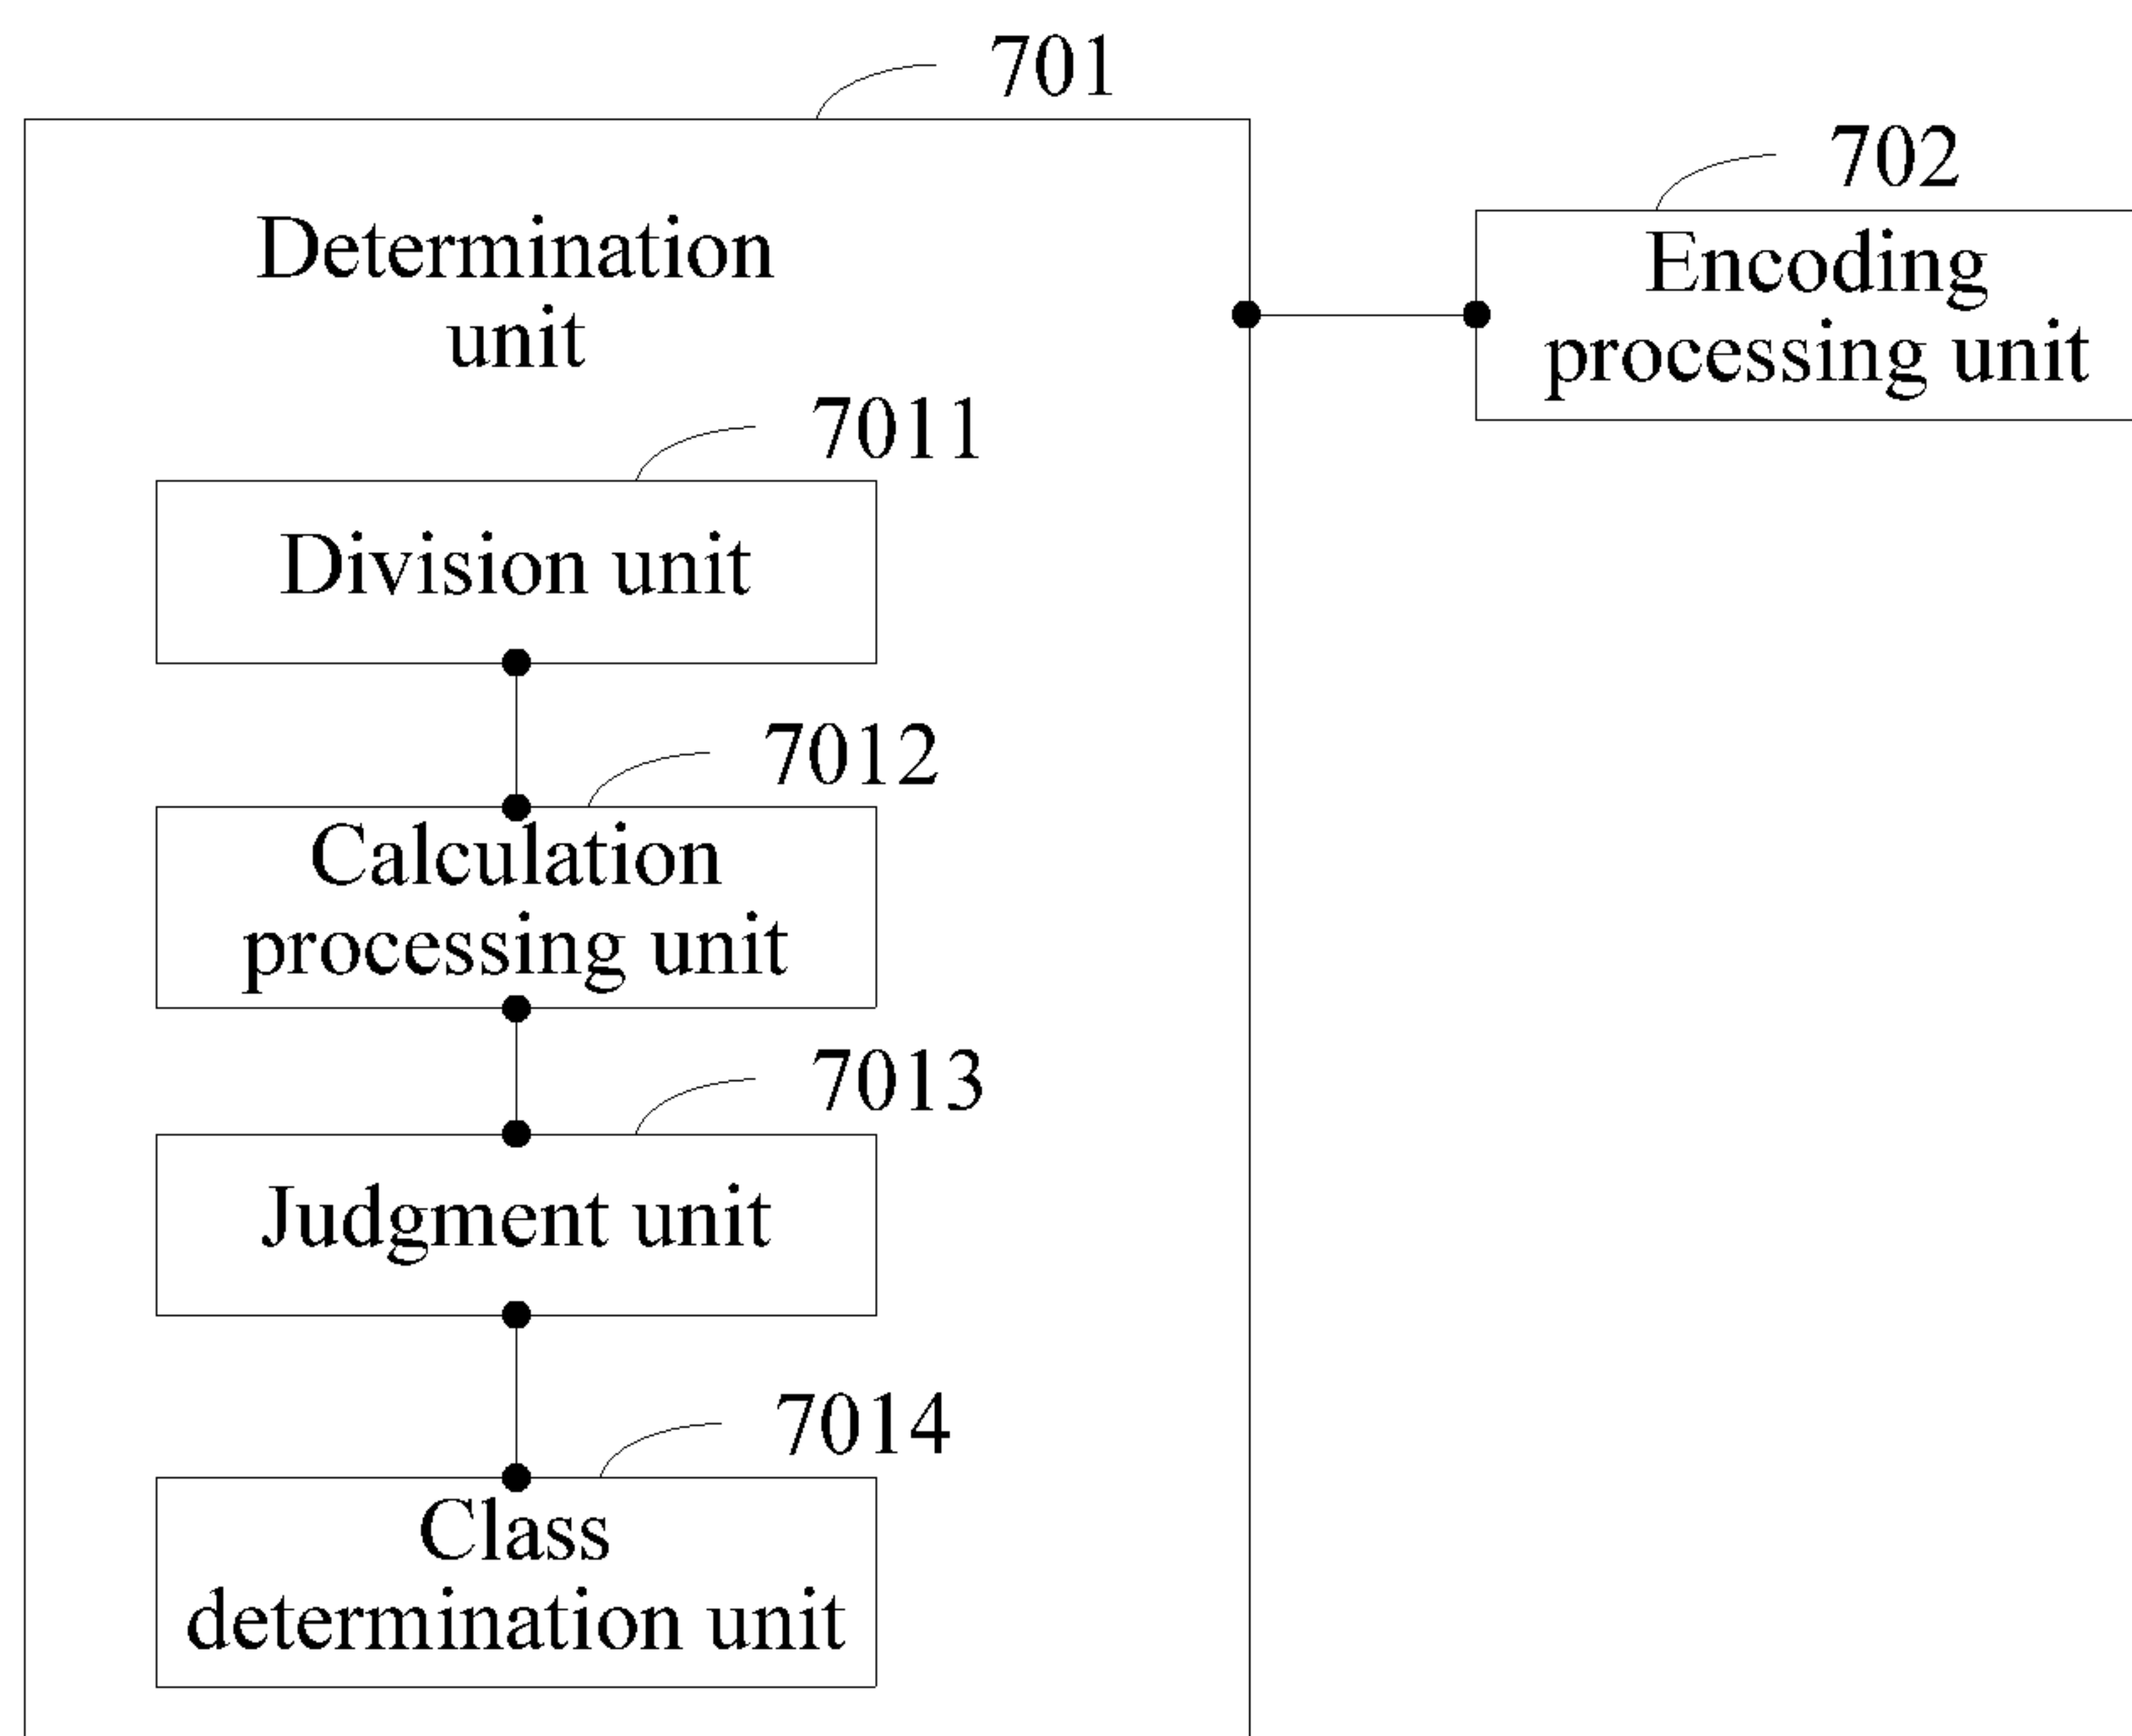 701
Determination
unit
702
Encoding
processing unit
7011
Division unit
7012
Calculation
processing unit
7013
Judgment unit
7014
Class
determination unit